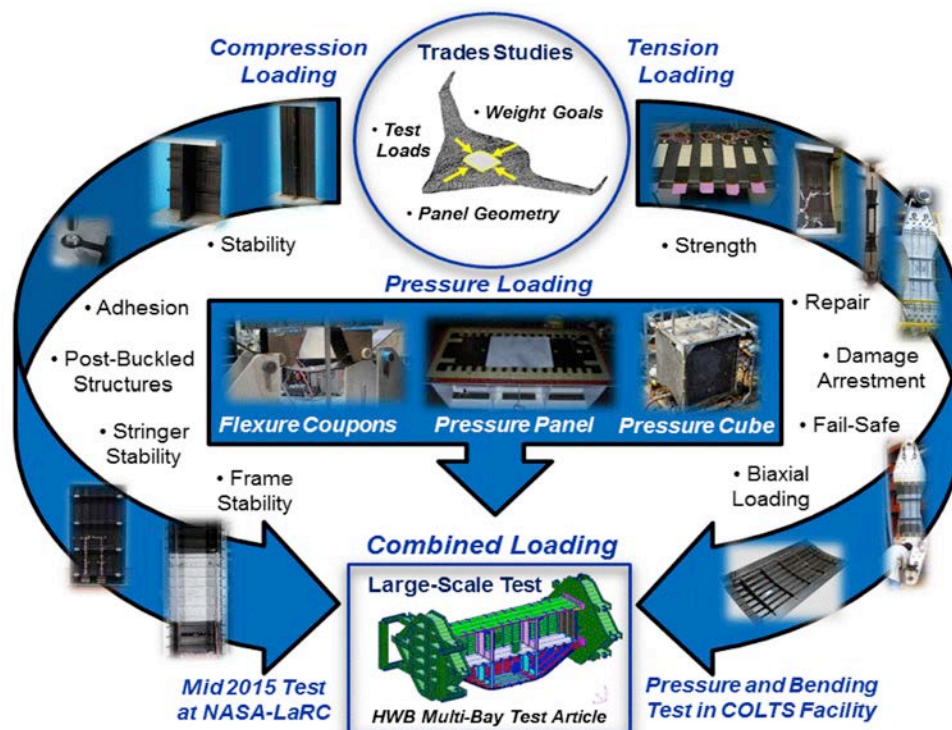 Compression
Loading
Trades Studies
• Weight Goals
• Test
Loads
• Panel Geometry
Tension
Loading
• Stability
• Adhesion
• Post-Buckled
Structures
• Stringer
Stability
• Frame
Stability
Pressure Loading
Flexure Coupons
Pressure Panel
Pressure Cube
• Strength
• Repair
• Damage
Arrestment
• Fail-Safe
• Biaxial
Loading
Combined Loading
Large-Scale Test
HWB Multi-Bay Test Article
Mid 2015 Test
at NASA-LaRC
Pressure and Bending
Test in COLTS Facility